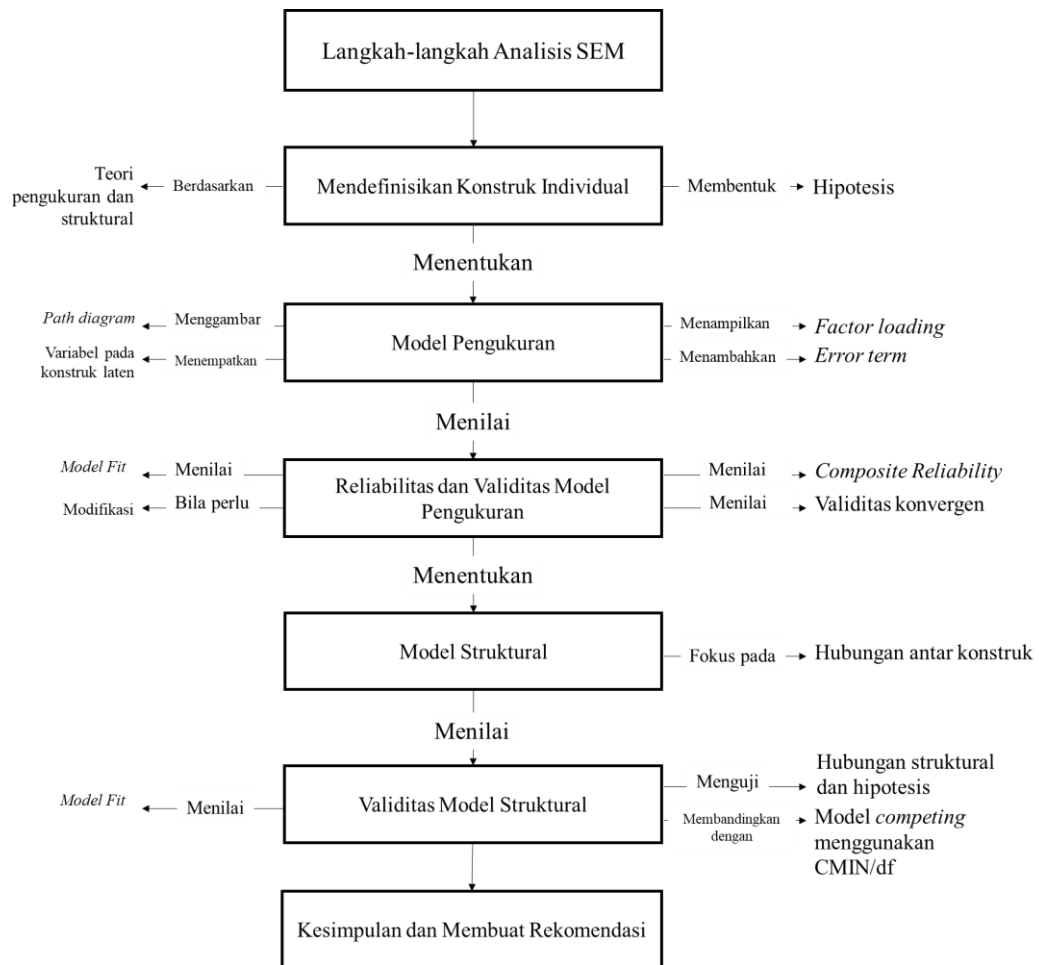 Langkah-langkah Analisis SEM
Teori
pengukuran dan
struktural
Berdasarkan
Mendefinisikan Konstruk Individual
Membentuk
Hipotesis
Menentukan
Path diagram
Menggambar
Variabel pada
konstruk laten
Menempatkan
Model Pengukuran
Menampilkan
Factor loading
Menambahkan
Error term
Menilai
Model Fit
Menilai
Modifikasi
Bila perlu
Reliabilitas dan Validitas Model
Pengukuran
Menilai
Composite Reliability
Menilai
Validitas konvergen
Menentukan
Model Struktural
Fokus pada
Hubungan antar konstruk
Menilai
Model Fit
Menilai
Validitas Model Struktural
Menguji
Hubungan struktural
dan hipotesis
Membandingkan
dengan
Model competing
menggunakan
CMIN/df
Kesimpulan dan Membuat Rekomendasi